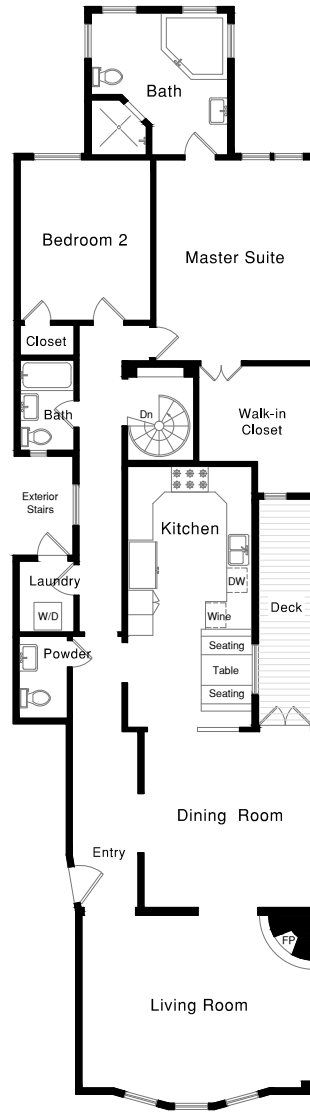 Bath
Bedroom 2
Master Suite
Closet
Bath
Dn
Walk-in
Closet
Exterior
Stairs
Kitchen
Laundry
DW
Deck
W/D
Wine
Powder
Seating
Table
Seating
Dining Room
Entry
FP
Living Room